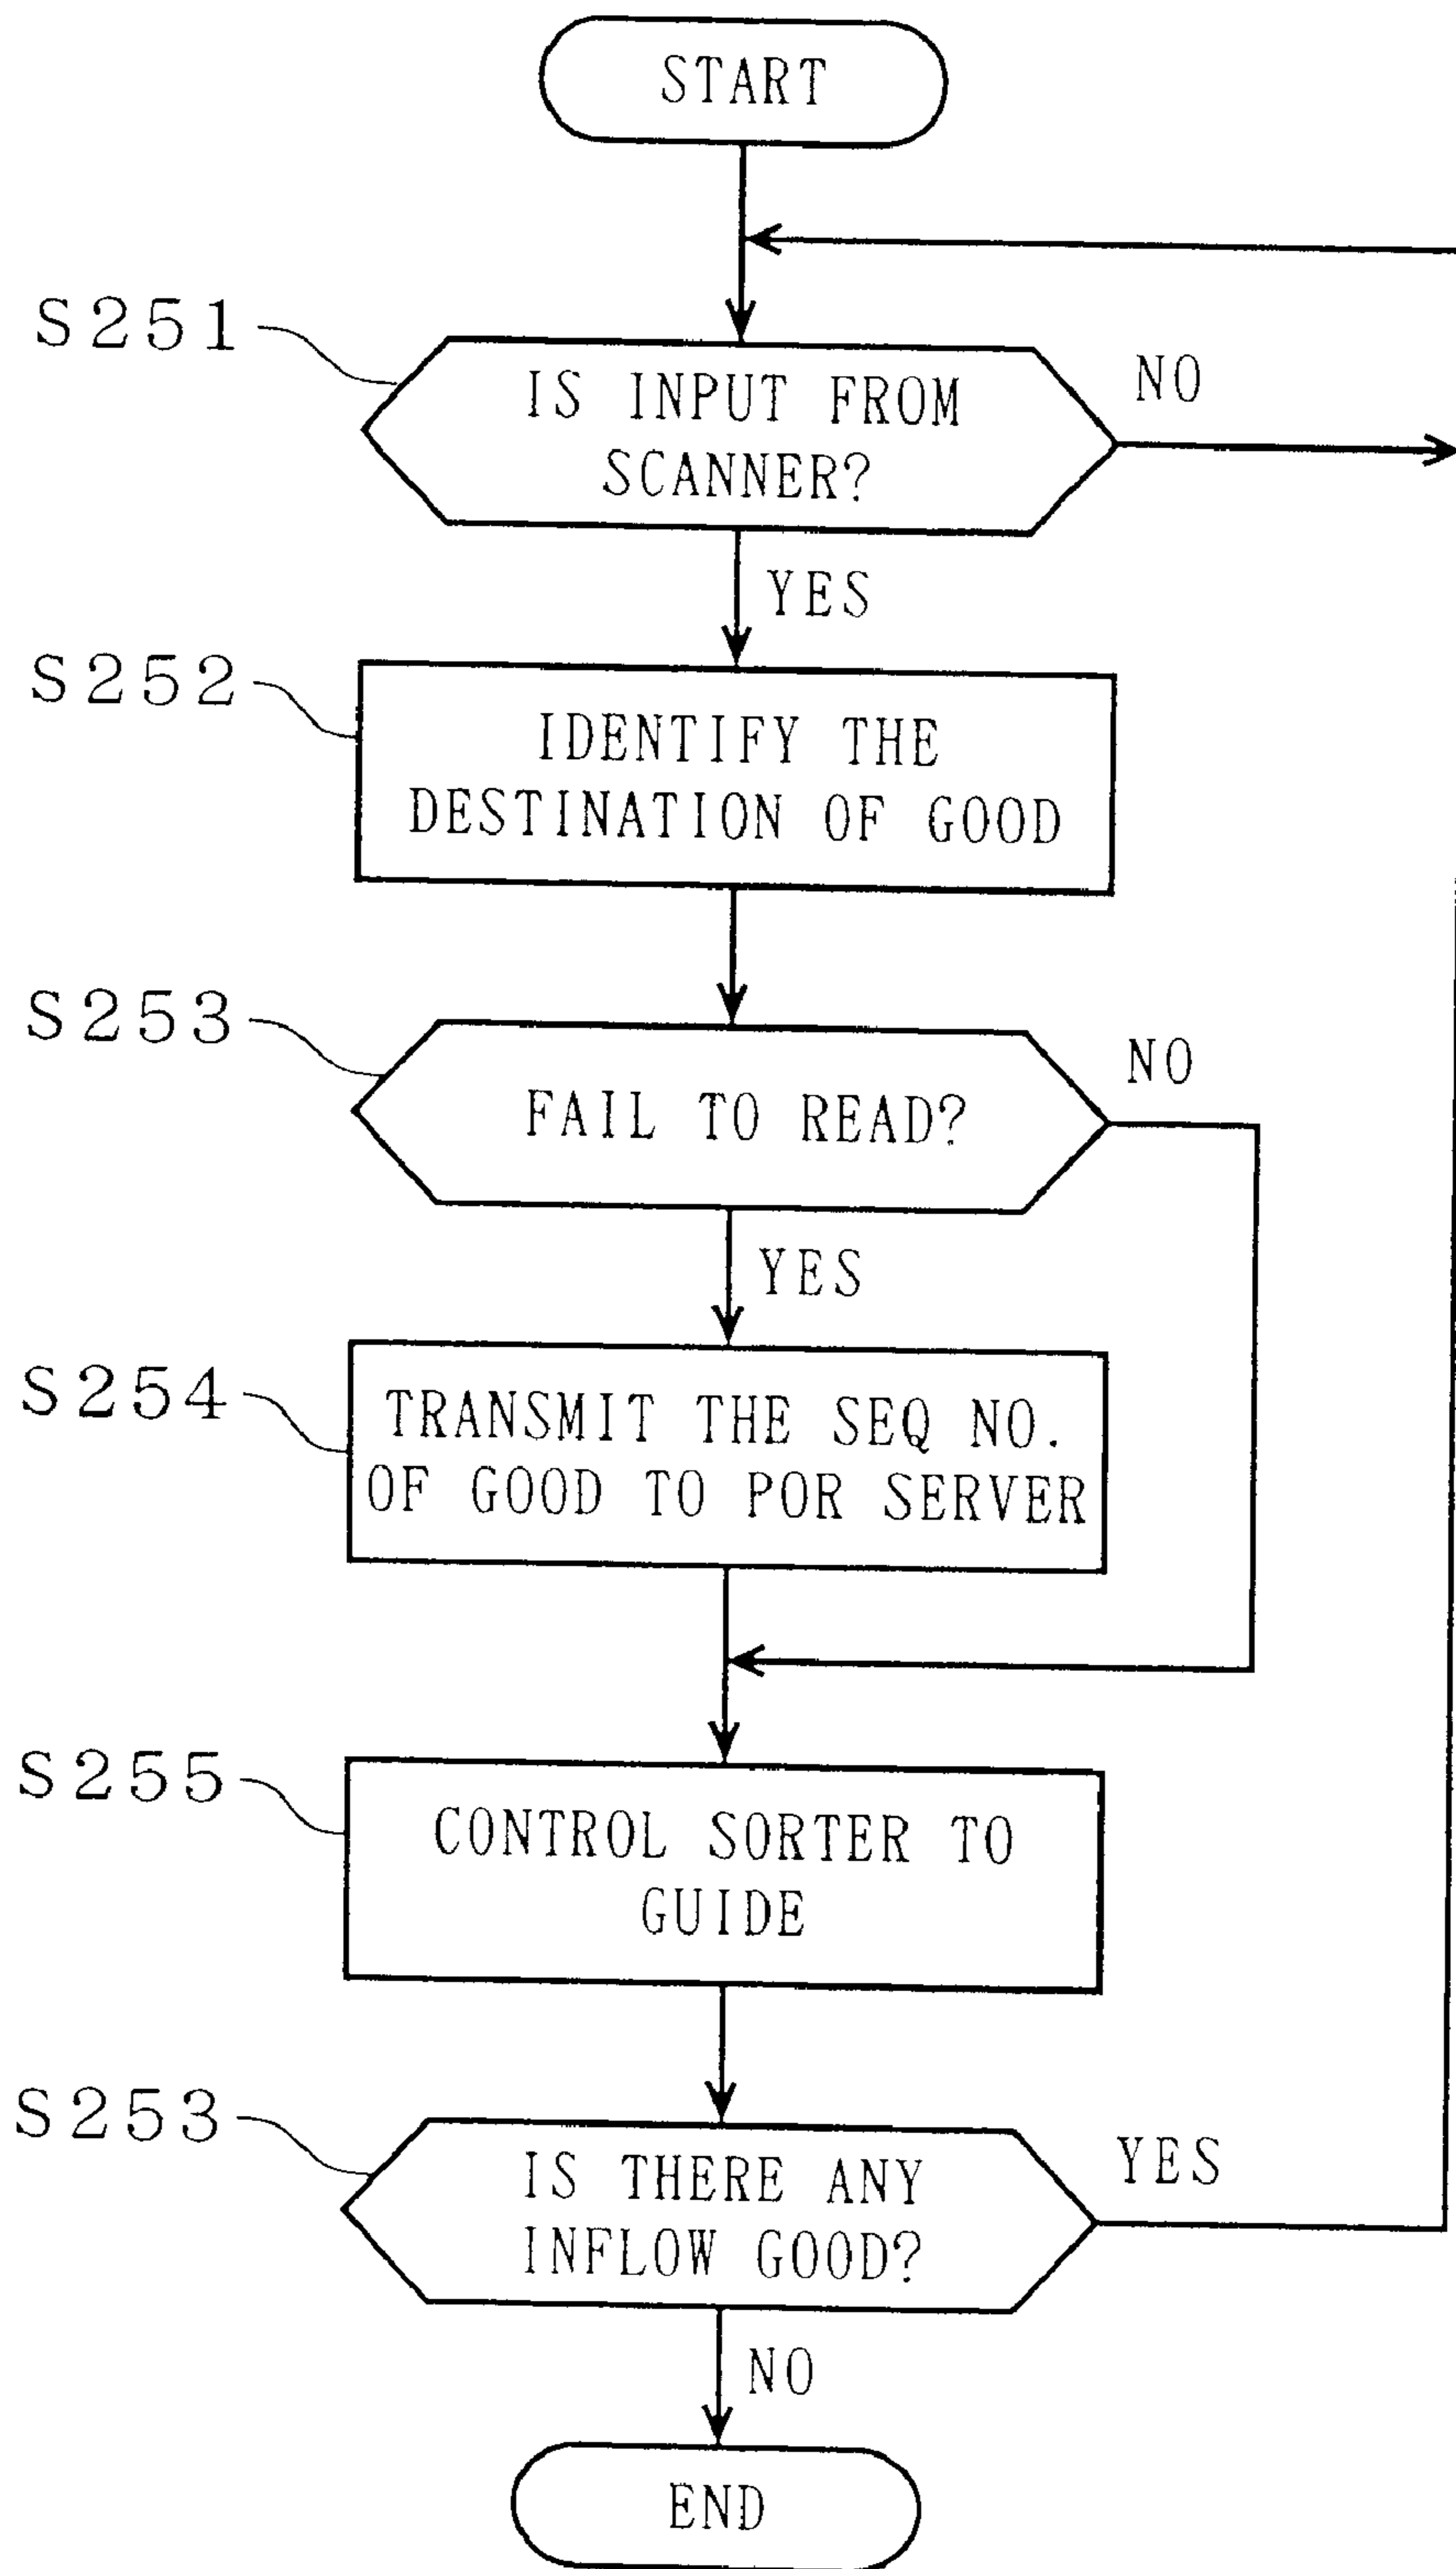 START
S251
IS INPUT FROM
SCANNER?
NO
YES
S252
IDENTIFY THE
DESTINATION OF GOOD
S253
FAIL TO READ?
NO
YES
S254
TRANSMIT THE SEQ NO.
OF GOOD TO POR SERVER
S255
CONTROL SORTER TO
GUIDE
S253
IS THERE ANY
INFLOW GOOD?
YES
NO
END